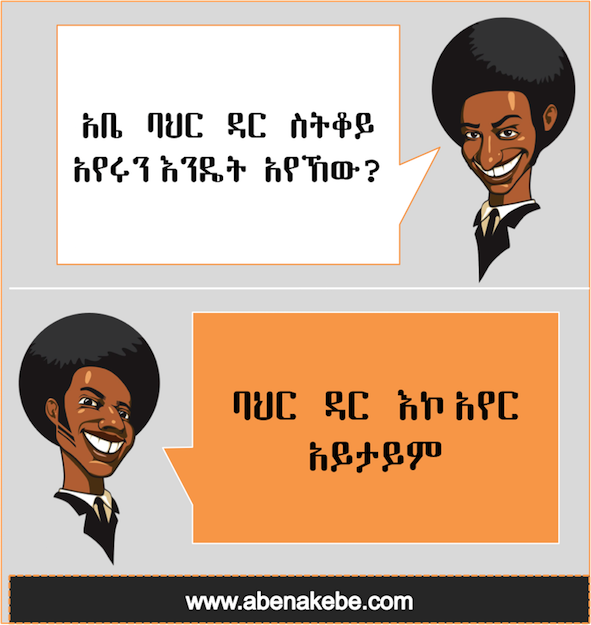 አቤ ባህር ዳር ስትቆይ
አየሩን እንዴት አየኸው?
ባህር ዳር እኮ አየር
አይታይም
www.abenakebe.com